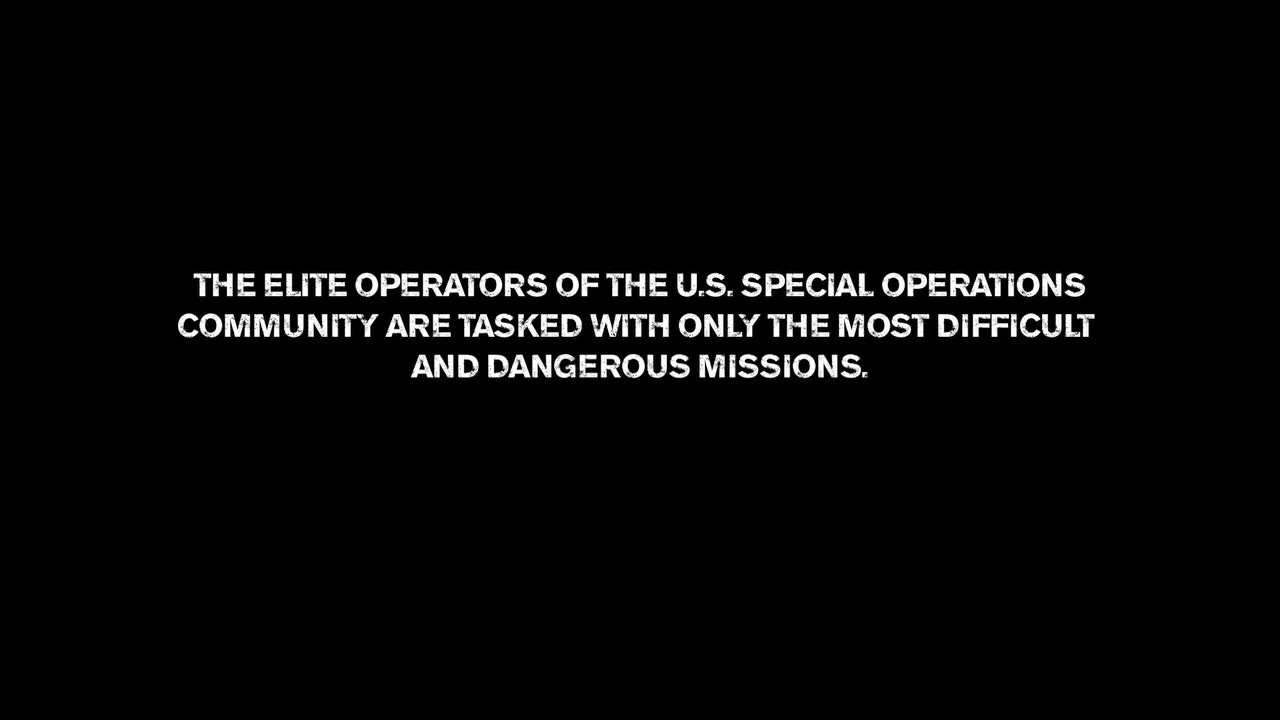 THE ELITE OPERATORS OF THE U.S. SPECIAL OPERATIONS
COMMUNITY ARE TASKED WITH ONLY THE MOST DIFFICULT
AND DANGEROUS MISSIONS.